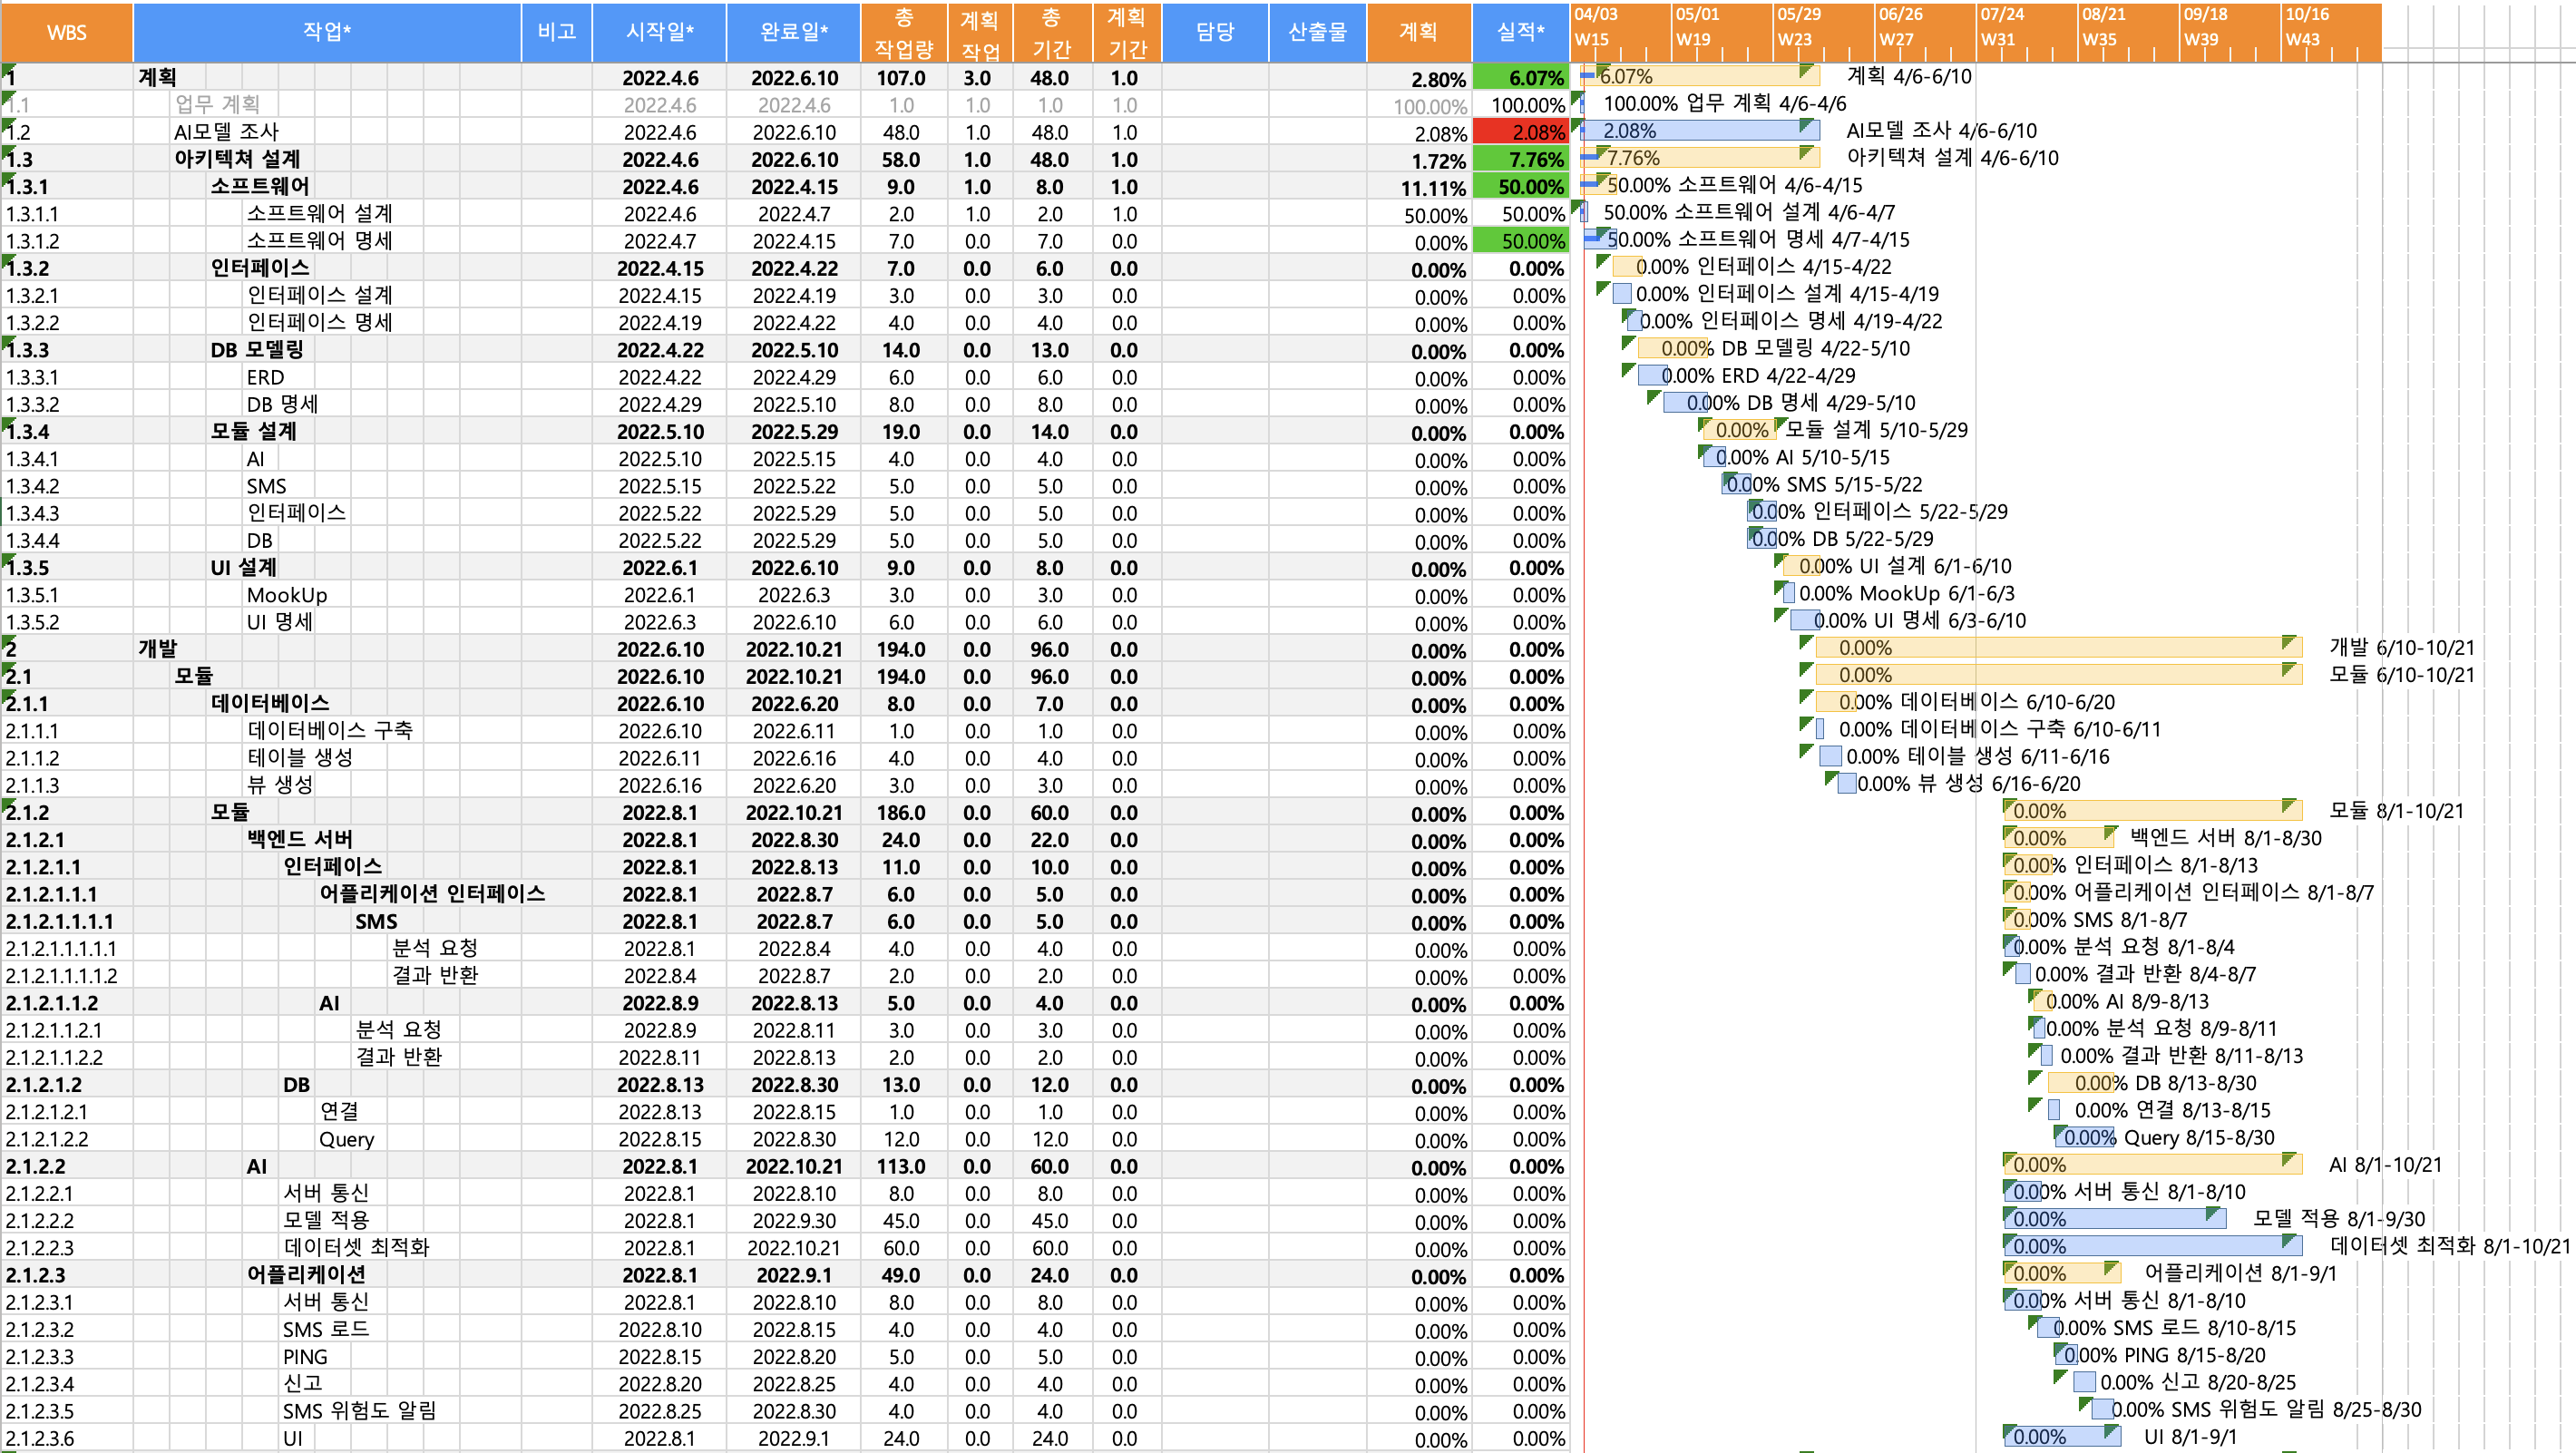 WBS 작업* 비고 시작일* 완료일* 총 작업량 계획 작업 총 기간 계획 기간 담당 산출물 계획 실적* 04/03 05/01 05/29 06/26 07/24 08/21 09/18 10/16
W15 W19 W23 W27 W31 W35 W39 W43
1 계획 2022.4.6 2022.6.10 107.0 3.0 48.0 1.0 2.80% 6.07% 6.07% 계획 4/6-6/10
1.1 업무 계획 2022.4.6 2022.4.6 1.0 1.0 1.0 1.0 100.00% 100.00% 100.00% 업무 계획 4/6-4/6
1.2 AI모델 조사 2022.4.6 2022.6.10 48.0 1.0 48.0 1.0 2.08% 2.08% 2.08% AI모델 조사 4/6-6/10
1.3 아키텍쳐 설계 2022.4.6 2022.6.10 58.0 1.0 48.0 1.0 1.72% 7.76% 7.76% 아키텍쳐 설계 4/6-6/10
1.3.1 소프트웨어 2022.4.6 2022.4.15 9.0 1.0 8.0 1.0 11.11% 50.00% 50.00% 소프트웨어 4/6-4/15
1.3.1.1 소프트웨어 설계 2022.4.6 2022.4.7 2.0 1.0 2.0 1.0 50.00% 50.00% 50.00% 소프트웨어 설계 4/6-4/7
1.3.1.2 소프트웨어 명세 2022.4.7 2022.4.15 7.0 0.0 7.0 0.0 0.00% 50.00% 50.00% 소프트웨어 명세 4/7-4/15
1.3.2 인터페이스 2022.4.15 2022.4.22 7.0 0.0 6.0 0.0 0.00% 0.00% 0.00% 인터페이스 4/15-4/22
1.3.2.1 인터페이스 설계 2022.4.15 2022.4.19 3.0 0.0 3.0 0.0 0.00% 0.00% 0.00% 인터페이스 설계 4/15-4/19
1.3.2.2 인터페이스 명세 2022.4.19 2022.4.22 4.0 0.0 4.0 0.0 0.00% 0.00% 0.00% 인터페이스 명세 4/19-4/22
1.3.3 DB 모델링 2022.4.22 2022.5.10 14.0 0.0 13.0 0.0 0.00% 0.00% 0.00% DB 모델링 4/22-5/10
1.3.3.1 ERD 2022.4.22 2022.4.29 6.0 0.0 6.0 0.0 0.00% 0.00% 0.00% ERD 4/22-4/29
1.3.3.2 DB 명세 2022.4.29 2022.5.10 8.0 0.0 8.0 0.0 0.00% 0.00% 0.00% DB 명세 4/29-5/10
1.3.4 모듈 설계 2022.5.10 2022.5.29 19.0 0.0 14.0 0.0 0.00% 0.00% 0.00% 모듈 설계 5/10-5/29
1.3.4.1 AI 2022.5.10 2022.5.15 4.0 0.0 4.0 0.0 0.00% 0.00% 0.00% AI 5/10-5/15
1.3.4.2 SMS 2022.5.15 2022.5.22 5.0 0.0 5.0 0.0 0.00% 0.00% 0.00% SMS 5/15-5/22
1.3.4.3 인터페이스 2022.5.22 2022.5.29 5.0 0.0 5.0 0.0 0.00% 0.00% 0.00% 인터페이스 5/22-5/29
1.3.4.4 DB 2022.5.22 2022.5.29 5.0 0.0 5.0 0.0 0.00% 0.00% 0.00% DB 5/22-5/29
1.3.5 UI 설계 2022.6.1 2022.6.10 9.0 0.0 8.0 0.0 0.00% 0.00% 0.00% UI 설계 6/1-6/10
1.3.5.1 MookUp 2022.6.1 2022.6.3 3.0 0.0 3.0 0.0 0.00% 0.00% 0.00% MookUp 6/1-6/3
1.3.5.2 UI 명세 2022.6.3 2022.6.10 6.0 0.0 6.0 0.0 0.00% 0.00% 0.00% UI 명세 6/3-6/10
2 개발 2022.6.10 2022.10.21 194.0 0.0 96.0 0.0 0.00% 0.00% 0.00% 개발 6/10-10/21
2.1 모듈 2022.6.10 2022.10.21 194.0 0.0 96.0 0.0 0.00% 0.00% 0.00% 모듈 6/10-10/21
2.1.1 데이터베이스 2022.6.10 2022.6.20 8.0 0.0 7.0 0.0 0.00% 0.00% 0.00% 데이터베이스 6/10-6/20
2.1.1.1 데이터베이스 구축 2022.6.10 2022.6.11 1.0 0.0 1.0 0.0 0.00% 0.00% 0.00% 데이터베이스 구축 6/10-6/11
2.1.1.2 테이블 생성 2022.6.11 2022.6.16 4.0 0.0 4.0 0.0 0.00% 0.00% 0.00% 테이블 생성 6/11-6/16
2.1.1.3 뷰 생성 2022.6.16 2022.6.20 3.0 0.0 3.0 0.0 0.00% 0.00% 0.00% 뷰 생성 6/16-6/20
2.1.2 모듈 2022.8.1 2022.10.21 186.0 0.0 60.0 0.0 0.00% 0.00% 0.00% 모듈 8/1-10/21
2.1.2.1 백엔드 서버 2022.8.1 2022.8.30 24.0 0.0 22.0 0.0 0.00% 0.00% 0.00% 백엔드 서버 8/1-8/30
2.1.2.1.1 인터페이스 2022.8.1 2022.8.13 11.0 0.0 10.0 0.0 0.00% 0.00% 0.00% 인터페이스 8/1-8/13
2.1.2.1.1.1 어플리케이션 인터페이스 2022.8.1 2022.8.7 6.0 0.0 5.0 0.0 0.00% 0.00% 0.00% 어플리케이션 인터페이스 8/1-8/7
2.1.2.1.1.1.1 SMS 2022.8.1 2022.8.7 6.0 0.0 5.0 0.0 0.00% 0.00% 0.00% SMS 8/1-8/7
2.1.2.1.1.1.1.1 분석 요청 2022.8.1 2022.8.4 4.0 0.0 4.0 0.0 0.00% 0.00% 0.00% 분석 요청 8/1-8/4
2.1.2.1.1.1.1.2 결과 반환 2022.8.4 2022.8.7 2.0 0.0 2.0 0.0 0.00% 0.00% 0.00% 결과 반환 8/4-8/7
2.1.2.1.1.2 AI 2022.8.9 2022.8.13 5.0 0.0 4.0 0.0 0.00% 0.00% 0.00% AI 8/9-8/13
2.1.2.1.1.2.1 분석 요청 2022.8.9 2022.8.11 3.0 0.0 3.0 0.0 0.00% 0.00% 0.00% 분석 요청 8/9-8/11
2.1.2.1.1.2.2 결과 반환 2022.8.11 2022.8.13 2.0 0.0 2.0 0.0 0.00% 0.00% 0.00% 결과 반환 8/11-8/13
2.1.2.1.2 DB 2022.8.13 2022.8.30 13.0 0.0 12.0 0.0 0.00% 0.00% 0.00% DB 8/13-8/30
2.1.2.1.2.1 연결 2022.8.13 2022.8.15 1.0 0.0 1.0 0.0 0.00% 0.00% 0.00% 연결 8/13-8/15
2.1.2.1.2.2 Query 2022.8.15 2022.8.30 12.0 0.0 12.0 0.0 0.00% 0.00% 0.00% Query 8/15-8/30
2.1.2.2 AI 2022.8.1 2022.10.21 113.0 0.0 60.0 0.0 0.00% 0.00% 0.00% AI 8/1-10/21
2.1.2.2.1 서버 통신 2022.8.1 2022.8.10 8.0 0.0 8.0 0.0 0.00% 0.00% 0.00% 서버 통신 8/1-8/10
2.1.2.2.2 모델 적용 2022.8.1 2022.9.30 45.0 0.0 45.0 0.0 0.00% 0.00% 0.00% 모델 적용 8/1-9/30
2.1.2.2.3 데이터셋 최적화 2022.8.1 2022.10.21 60.0 0.0 60.0 0.0 0.00% 0.00% 0.00% 데이터셋 최적화 8/1-10/21
2.1.2.3 어플리케이션 2022.8.1 2022.9.1 49.0 0.0 24.0 0.0 0.00% 0.00% 0.00% 어플리케이션 8/1-9/1
2.1.2.3.1 서버 통신 2022.8.1 2022.8.10 8.0 0.0 8.0 0.0 0.00% 0.00% 0.00% 서버 통신 8/1-8/10
2.1.2.3.2 SMS 로드 2022.8.10 2022.8.15 4.0 0.0 4.0 0.0 0.00% 0.00% 0.00% SMS 로드 8/10-8/15
2.1.2.3.3 PING 2022.8.15 2022.8.20 5.0 0.0 5.0 0.0 0.00% 0.00% 0.00% PING 8/15-8/20
2.1.2.3.4 신고 2022.8.20 2022.8.25 4.0 0.0 4.0 0.0 0.00% 0.00% 0.00% 신고 8/20-8/25
2.1.2.3.5 SMS 위험도 알림 2022.8.25 2022.8.30 4.0 0.0 4.0 0.0 0.00% 0.00% 0.00% SMS 위험도 알림 8/25-8/30
2.1.2.3.6 UI 2022.8.1 2022.9.1 24.0 0.0 24.0 0.0 0.00% 0.00% 0.00% UI 8/1-9/1